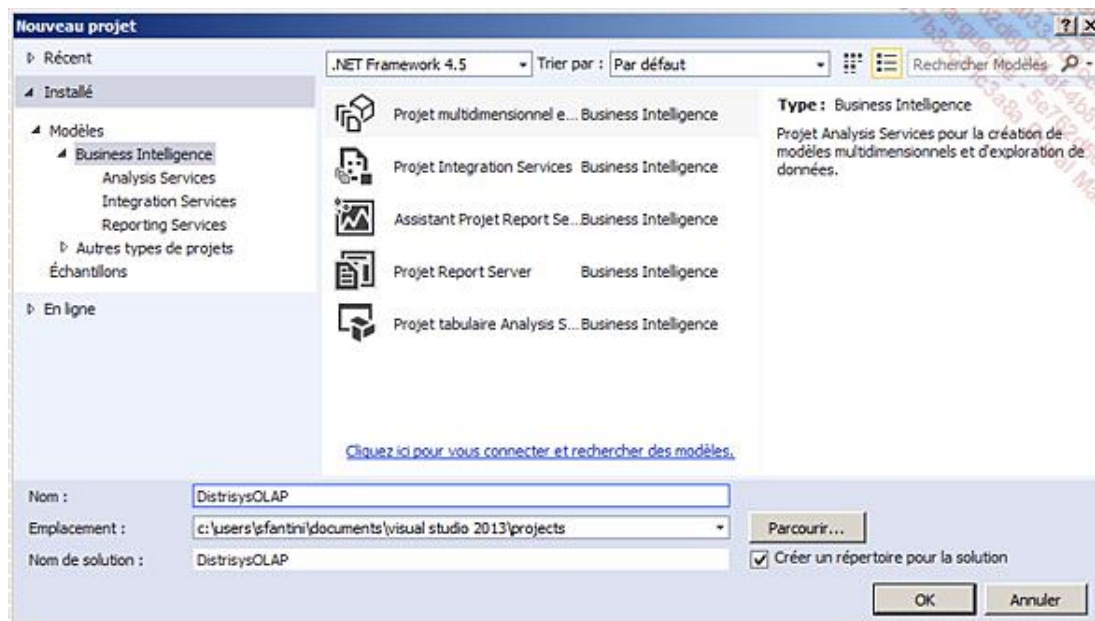 Nouveau projet
Récent
.NET Framework 4.5
Trier par :
Par défaut
Rechercher Modèles
Installé
Modèles
Business Intelligence
Analysis Services
Integration Services
Reporting Services
Autres types de projets
Échantillons
En ligne
Projet multidimensionnel e... Business Intelligence
Projet Integration Services Business Intelligence
Assistant Projet Report Se... Business Intelligence
Projet Report Server Business Intelligence
Projet tabulaire Analysis S... Business Intelligence
Cliquez ici pour vous connecter et rechercher des modèles.
Type : Business Intelligence
Projet Analysis Services pour la création de
modèles multidimensionnels et d'exploration de
données.
Nom :
DistrisysOLAP
Emplacement :
c:\users\sfantini\documents\visual studio 2013\projects
Parcourir...
Nom de solution :
DistrisysOLAP
Créer un répertoire pour la solution
OK
Annuler